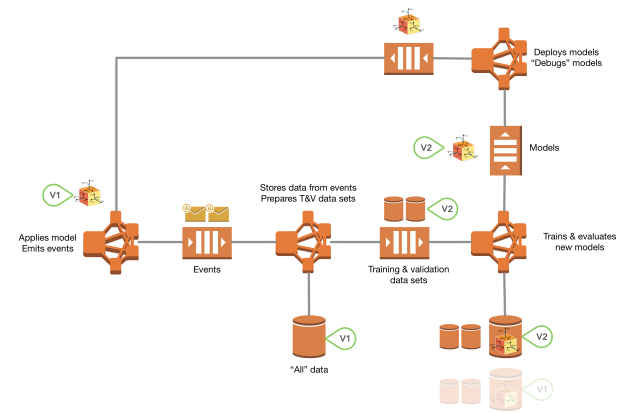 Deploys models
"Debugs" models
V2
Models
V1
Stores data from events
Prepares T&V data sets
V2
Applies model
Emits events
Events
Training & validation
data sets
Trains & evaluates
new models
V1
V2
"All" data
V1